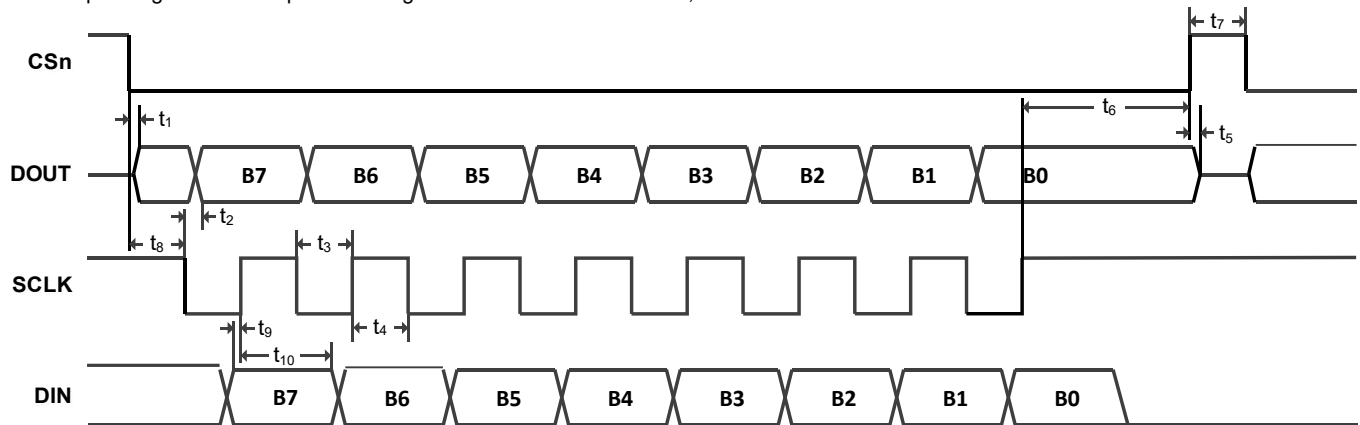 t7
CSn
t6
t1
t5
DOUT B7 B6 B5 B4 B3 B2 B1 B0
t2
t8 t3
SCLK
t9 t4
t10
DIN B7 B6 B5 B4 B3 B2 B1 B0